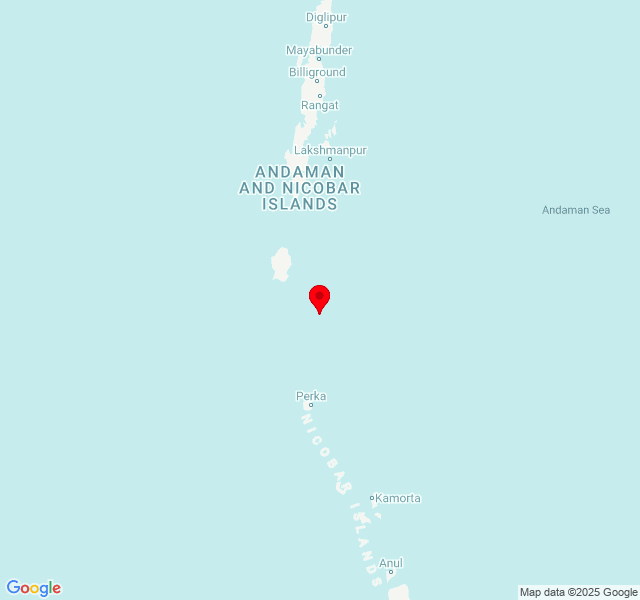 Diglipur
Mayabunder
Billiground
Rangat
Lakshmanpur
ANDAMAN
AND NICOBAR
ISLANDS
Andaman Sea
Perka
NICOBAR ISLANDS
Kamorta
Anul
Google
Map data ©2025 Google